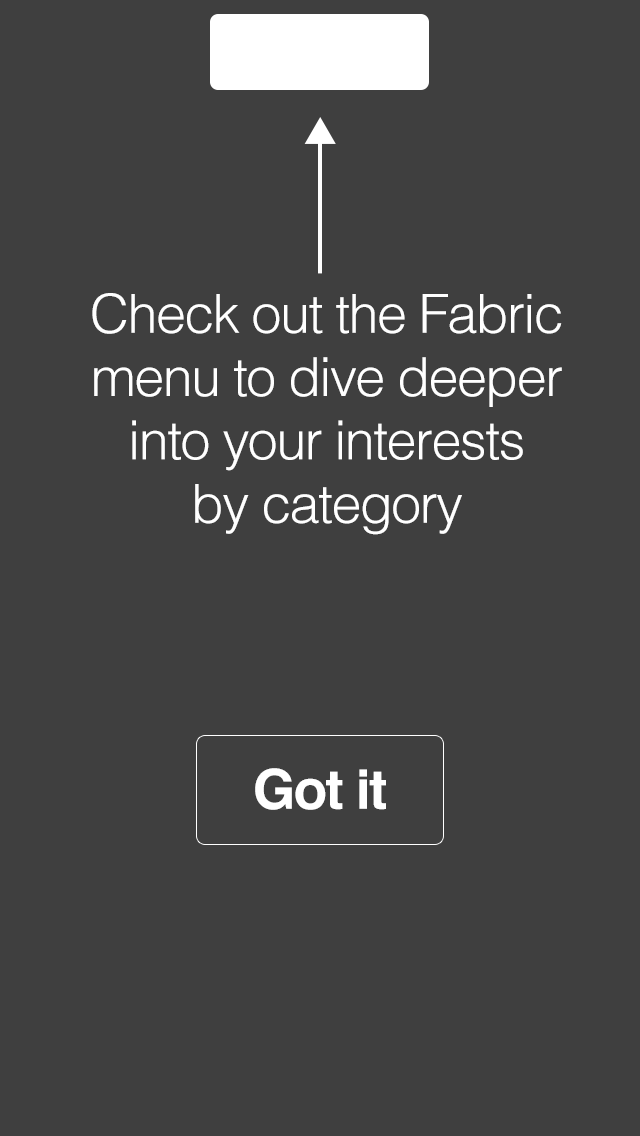 Check out the Fabric
menu to dive deeper
into your interests
by category
Got it